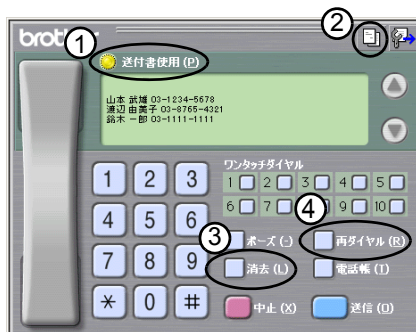 brother
① ②
送付書使用 (P)
山本 武雄 03-1234-5678
渡辺 由美子 03-8765-4321
鈴木 一郎 03-1111-1111
ワンタッチダイヤル
1 2 3 4 5
6 7 9 10
③ ④
1 2 3
4 5 6
7 8 9
* 0 #
ポーズ (-) 再ダイヤル (R)
消去 (L) 電話帳 (T)
中止 (X) 送信 (O)